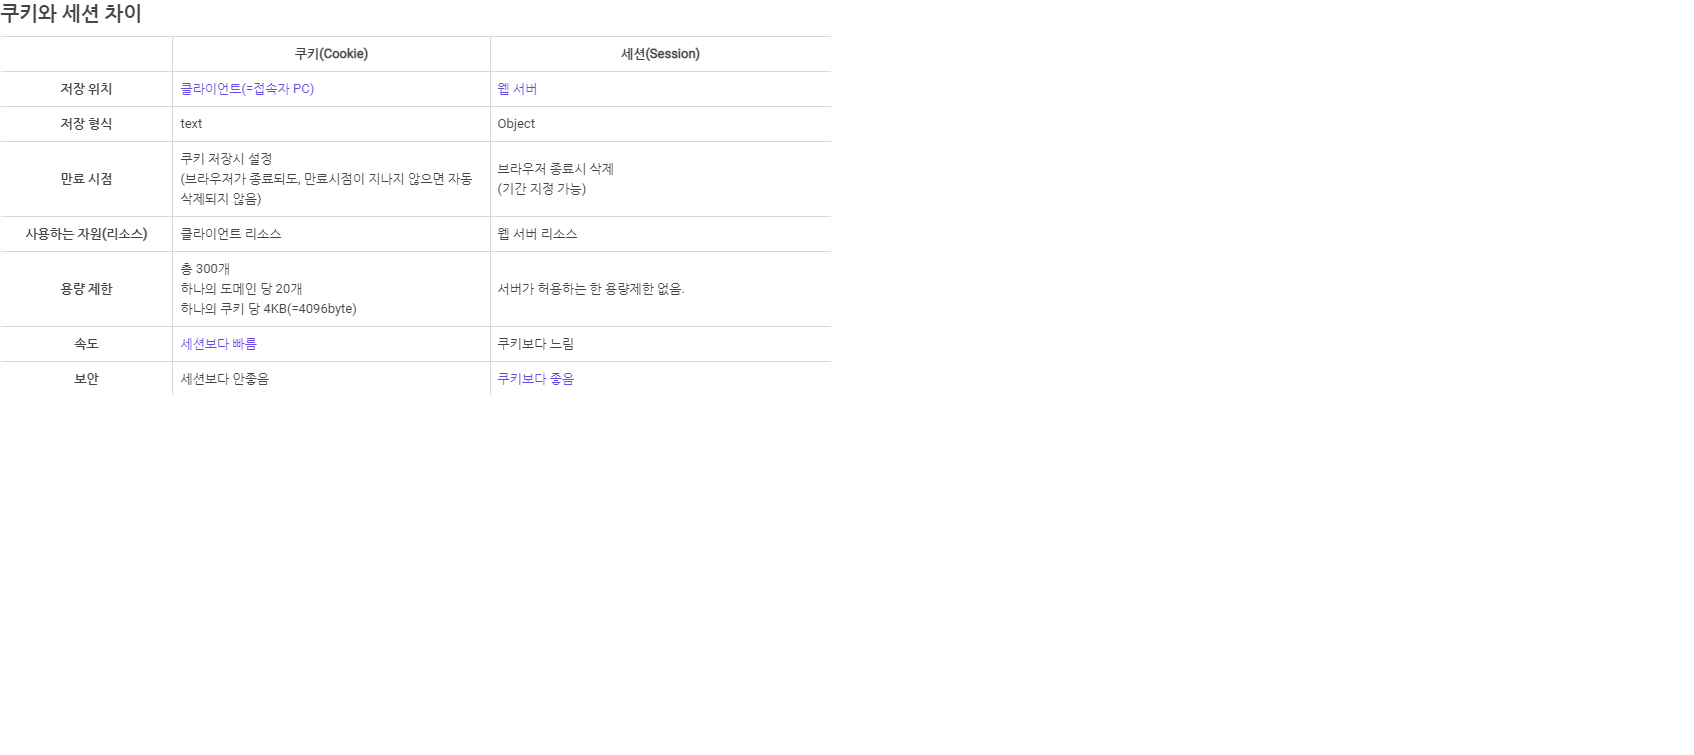 쿠키와 세션 차이
쿠키(Cookie) 세션(Session)
저장 위치 클라이언트(=접속자 PC) 웹 서버
저장 형식 text Object
만료 시점 쿠키 저장시 설정
(브라우저가 종료되도, 만료시점이 지나지 않으면 자동
삭제되지 않음)
브라우저 종료시 삭제
(기간 지정 가능)
사용하는 자원(리소스) 클라이언트 리소스 웹 서버 리소스
용량 제한 총 300개
하나의 도메인 당 20개
하나의 쿠키 당 4KB(=4096byte)
서버가 허용하는 한 용량제한 없음.
속도 세션보다 빠름 쿠키보다 느림
보안 세션보다 안좋음 쿠키보다 좋음